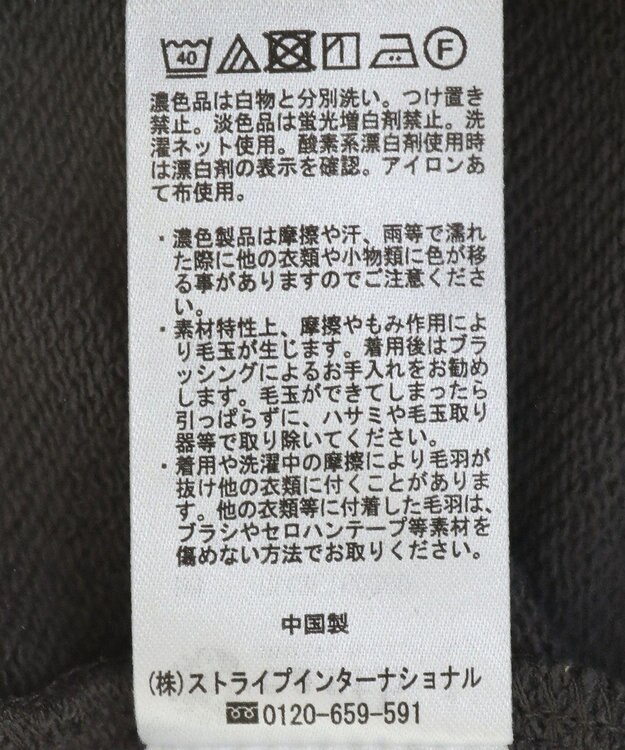 40 F
濃色品は白物と分別洗い。つけ置き
禁止。淡色品は蛍光増白剤禁止。洗
濯ネット使用。酸素系漂白剤使用時
は漂白剤の表示を確認。アイロンあ
て布使用。
・濃色製品は摩擦や汗、雨等で濡れ
た際に他の衣類や小物類に色が移
る事がありますのでご注意くださ
い。
・素材特性上、摩擦やもみ作用によ
り毛玉が生じます。着用後はブラ
ッシングによるお手入れをお勧め
します。毛玉ができてしまったら
引っぱらずに、ハサミや毛玉取り
器等で取り除いてください。
・着用や洗濯中の摩擦により毛羽が
抜け他の衣類に付くことがありま
す。他の衣類等に付着した毛羽は、
ブラシやセロハンテープ等素材を
傷めない方法でお取りください。
中国製
(株)ストライプインターナショナル
0120-659-591